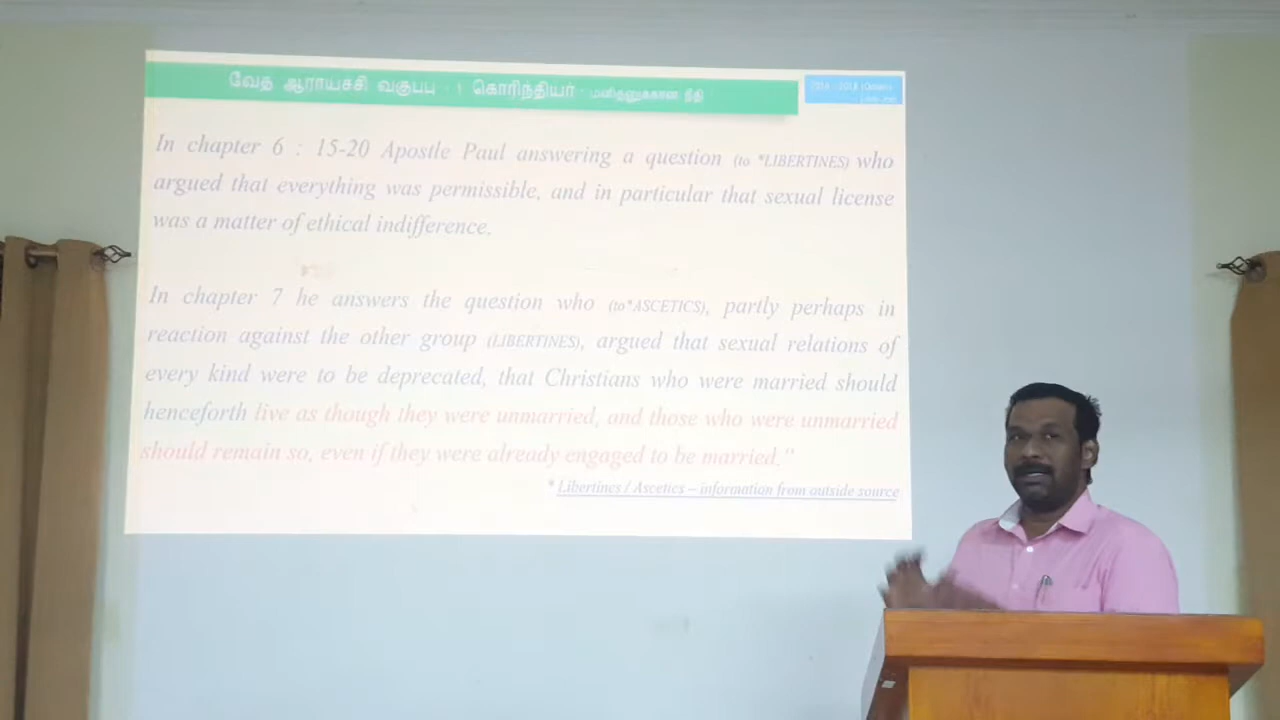 வேத ஆராய்ச்சி வகுப்பு - 1 கொரிந்தியர் - மனிதனுக்கான நீதி
In chapter 6 : 15-20 Apostle Paul answering a question (to *LIBERTINES) who
argued that everything was permissible, and in particular that sexual license
was a matter of ethical indifference.
In chapter 7 he answers the question who (to*ASCETICS), partly perhaps in
reaction against the other group (LIBERTINES), argued that sexual relations of
every kind were to be deprecated, that Christians who were married should
henceforth live as though they were unmarried, and those who were unmarried
should remain so, even if they were already engaged to be married."
* Libertines / Ascetics – information from outside source